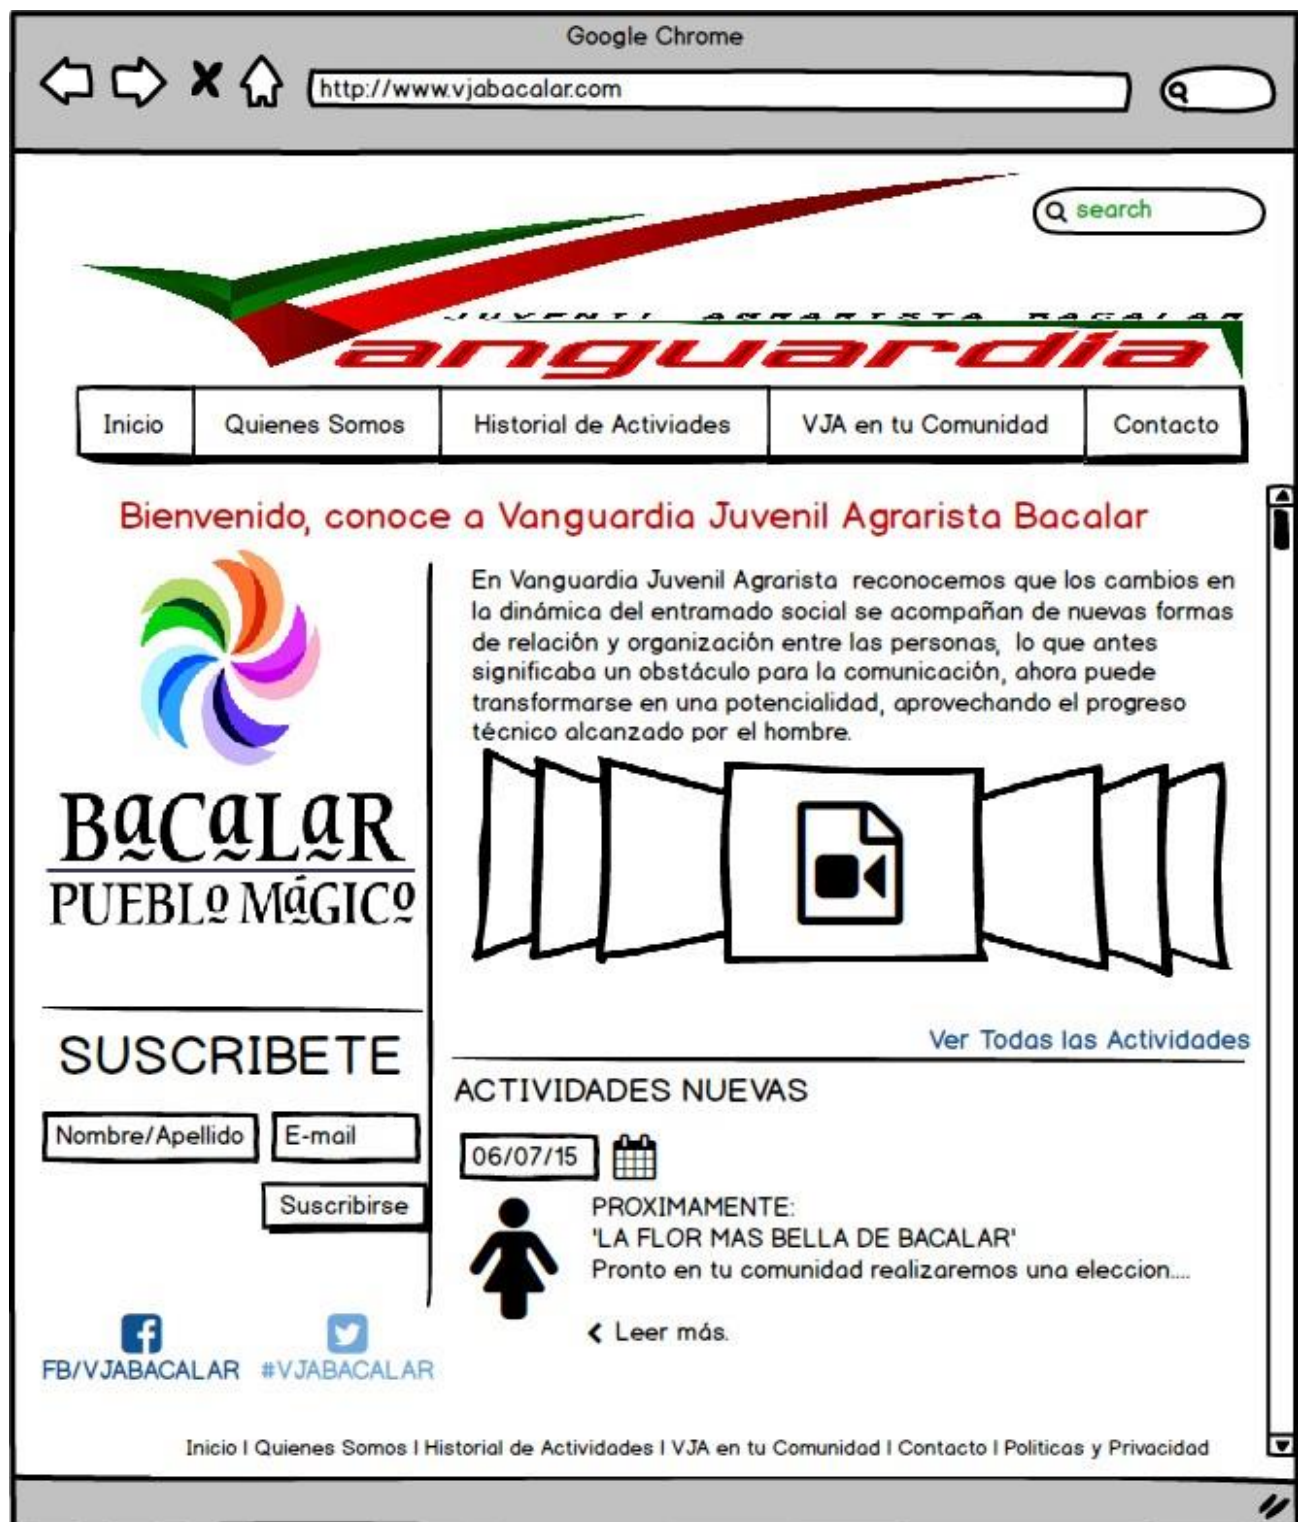 Google Chrome
http://www.vjabacalar.com
search
JUVENIL AGRARISTA BACALAR
Vanguardia
Inicio
Quienes Somos
Historial de Activiades
VJA en tu Comunidad
Contacto
Bienvenido, conoce a Vanguardia Juvenil Agrarista Bacalar
BacaLaR
PUEBLo MáGICo
En Vanguardia Juvenil Agrarista reconocemos que los cambios en
la dinámica del entramado social se acompañan de nuevas formas
de relación y organización entre las personas, lo que antes
significaba un obstáculo para la comunicación, ahora puede
transformarse en una potencialidad, aprovechando el progreso
técnico alcanzado por el hombre.
Ver Todas las Actividades
SUSCRIBETE
Nombre/Apellido
E-mail
Suscribirse
ACTIVIDADES NUEVAS
06/07/15
PROXIMAMENTE:
'LA FLOR MAS BELLA DE BACALAR'
Pronto en tu comunidad realizaremos una eleccion....
Leer más.
FB/VJABACALAR
#VJABACALAR
Inicio | Quienes Somos | Historial de Actividades | VJA en tu Comunidad | Contacto | Politicas y Privacidad